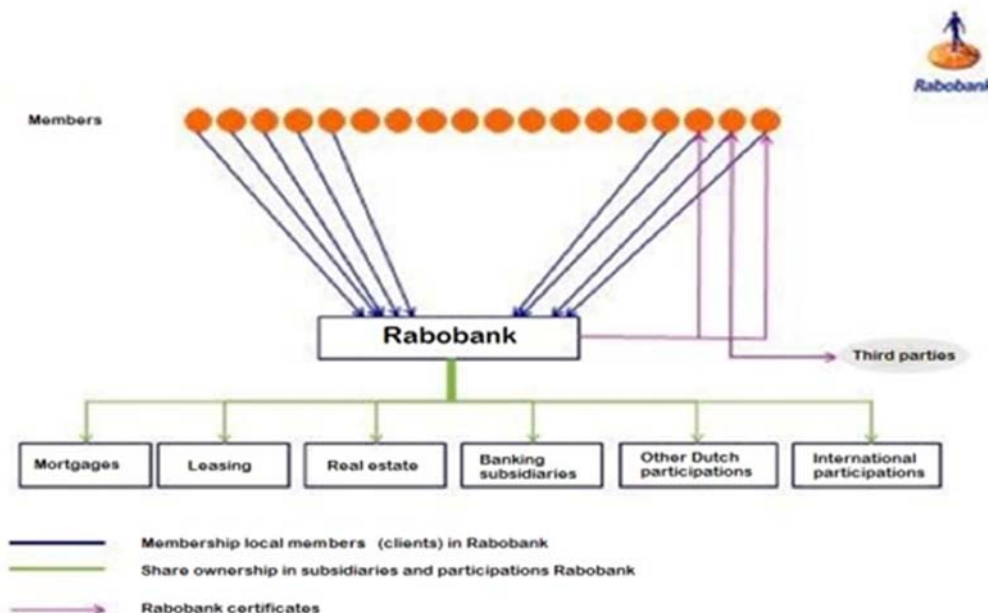 Rabobank
Members
Rabobank
Third parties
Mortgages
Leasing
Real estate
Banking
subsidiaries
Other Dutch
participations
International
participations
Membership local members (clients) in Rabobank
Share ownership in subsidiaries and participations Rabobank
Rabobank certificates